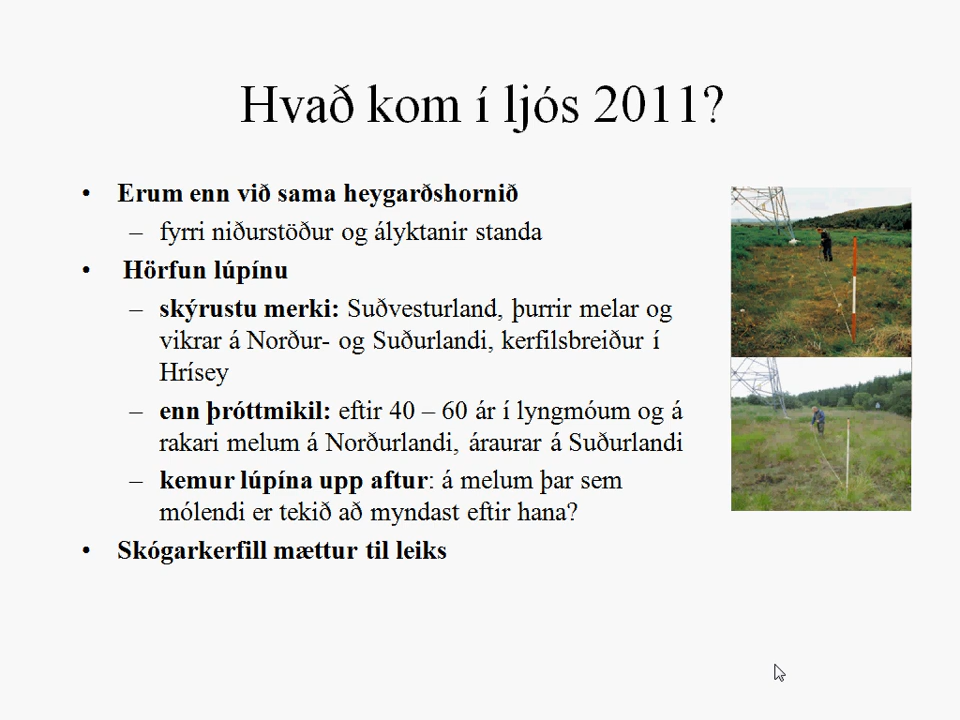 Hvað kom í ljós 2011?
• Erum enn við sama heygarðshornið
– fyrri niðurstöður og ályktanir standa
• Hörfun lúpínu
– skýrustu merki: Suðvesturland, þurrir melar og
vikrar á Norður- og Suðurlandi, kerfilsbreiður í
Hrísey
– enn þróttmikil: eftir 40 – 60 ár í lyngmóum og á
rakari melum á Norðurlandi, áraurar á Suðurlandi
– kemur lúpína upp aftur: á melum þar sem
mólendi er tekið að myndast eftir hana?
• Skógarkerfill mættur til leiks